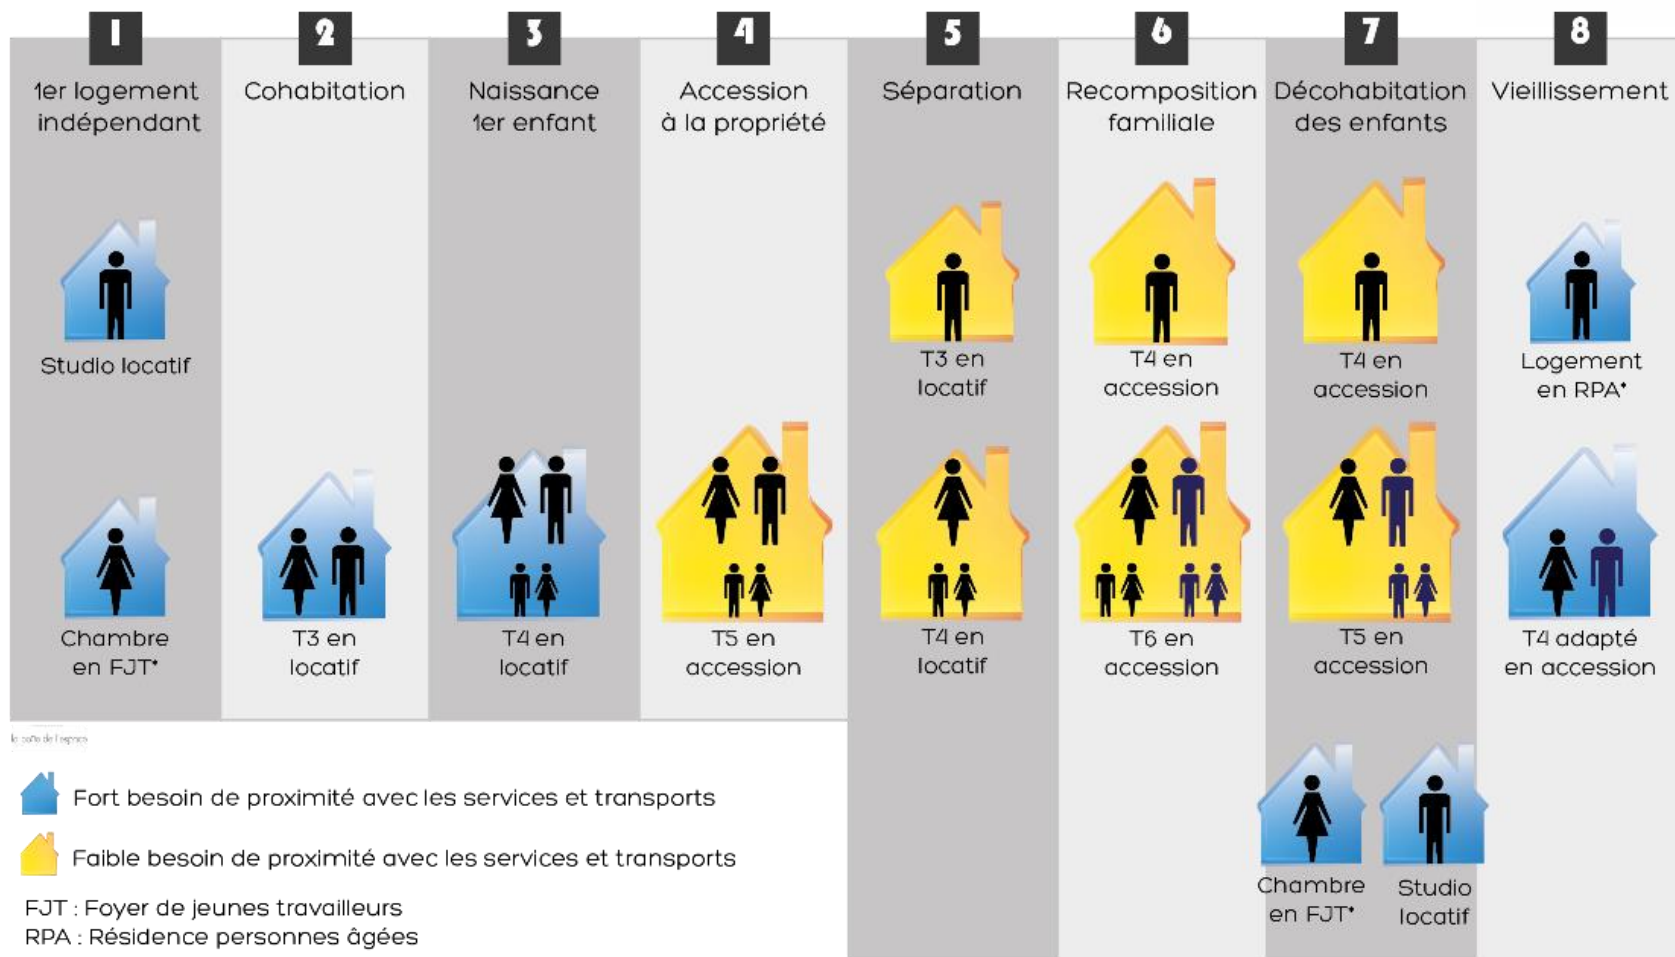 1
2
3
4
5
6
7
8
1er logement
indépendant
Cohabitation
Naissance
1er enfant
Accession
à la propriété
Séparation
Recomposition
familiale
Décohabitation
des enfants
Vieillissement
Studio locatif
T3 en
locatif
T4 en
accession
T4 en
accession
Logement
en RPA*
Chambre
en FJT*
T3 en
locatif
T4 en
locatif
T5 en
accession
T4 en
locatif
T6 en
accession
T5 en
accession
T4 adapté
en accession
Chambre
en FJT*
Studio
locatif
la boîte de l'espace
Fort besoin de proximité avec les services et transports
Faible besoin de proximité avec les services et transports
FJT : Foyer de jeunes travailleurs
RPA : Résidence personnes âgées